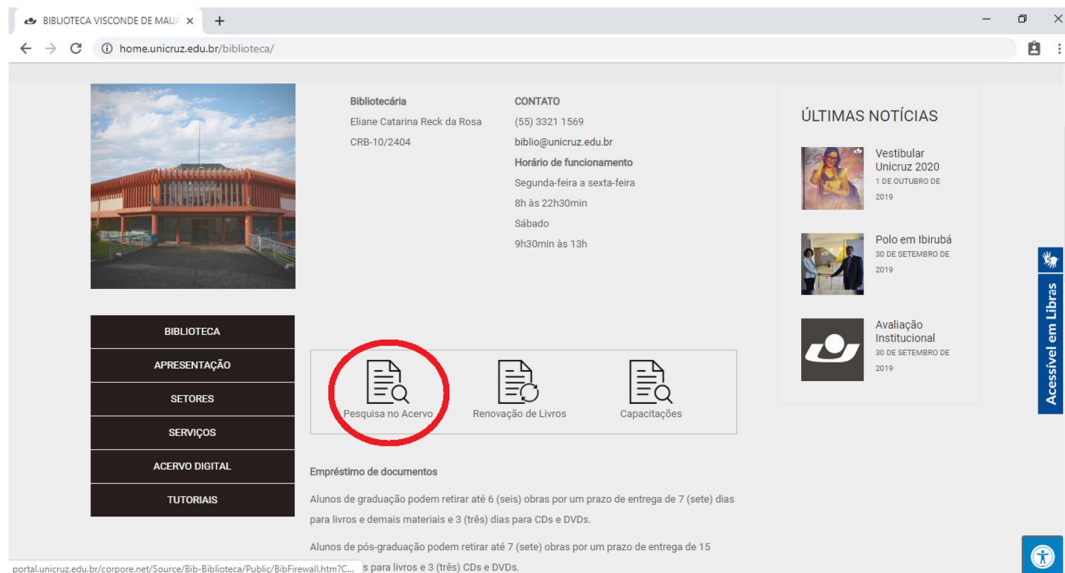 BIBLIOTECA VISCONDE DE MAUÁ
home.unicruz.edu.br/biblioteca/
Bibliotecária
Eliane Catarina Reck da Rosa
CRB-10/2404
CONTATO
(55) 3321 1569
biblio@unicruz.edu.br
Horário de funcionamento
Segunda-feira a sexta-feira
8h às 22h30min
Sábado
9h30min às 13h
ÚLTIMAS NOTÍCIAS
Vestibular
Unicruz 2020
1 DE OUTUBRO DE
2019
Polo em Ibirubá
30 DE SETEMBRO DE
2019
Avaliação
Institucional
30 DE SETEMBRO DE
2019
Acessível em Libras
BIBLIOTECA
APRESENTAÇÃO
SETORES
SERVIÇOS
ACERVO DIGITAL
TUTORIAIS
Pesquisa no Acervo
Renovação de Livros
Capacitações
Empréstimo de documentos
Alunos de graduação podem retirar até 6 (seis) obras por um prazo de entrega de 7 (sete) dias
para livros e demais materiais e 3 (três) dias para CDs e DVDs.
Alunos de pós-graduação podem retirar até 7 (sete) obras por um prazo de entrega de 15
s para livros e 3 (três) CDs e DVDs.
portal.unicruz.edu.br/corpore.net/Source/Bib-Biblioteca/Public/BibFirewall.htm?C...